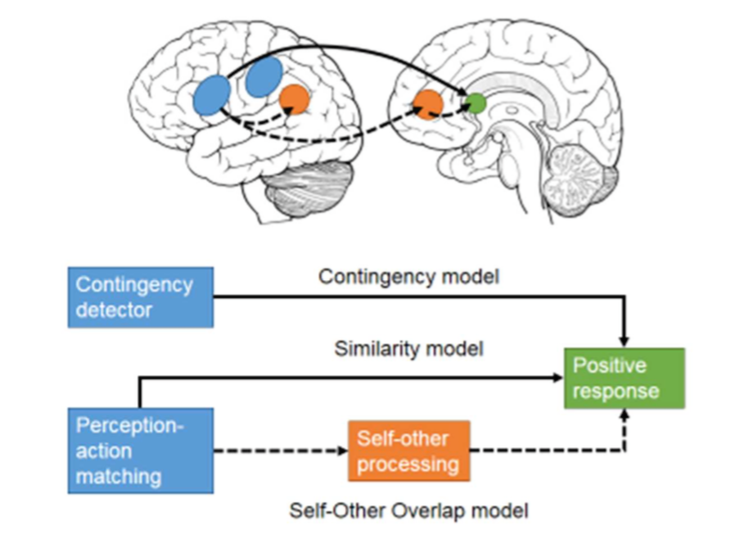 Contingency model
Contingency
detector
Similarity model
Positive
response
Perception-
action
matching
Self-other
processing
Self-Other Overlap model